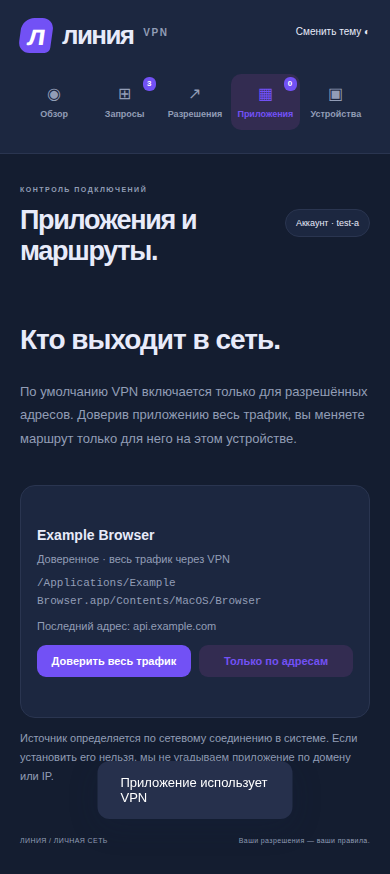 л линия VPN
Сменить тему
3
0
Обзор Запросы Разрешения Приложения Устройства
КОНТРОЛЬ ПОДКЛЮЧЕНИЙ
Приложения и
маршруты.
Аккаунт · test-a
Кто выходит в сеть.
По умолчанию VPN включается только для разрешённых
адресов. Доверив приложению весь трафик, вы меняете
маршрут только для него на этом устройстве.
Example Browser
Доверенное · весь трафик через VPN
/Applications/Example
Browser.app/Contents/MacOS/Browser
Последний адрес: api.example.com
Доверить весь трафик Только по адресам
Источник определяется по сетевому соединению в системе. Если
установить его нельзя, мы не угадываем приложение по домену
или IP.
Приложение использует
VPN
ЛИНИЯ / ЛИЧНАЯ СЕТЬ Ваши разрешения — ваши правила.